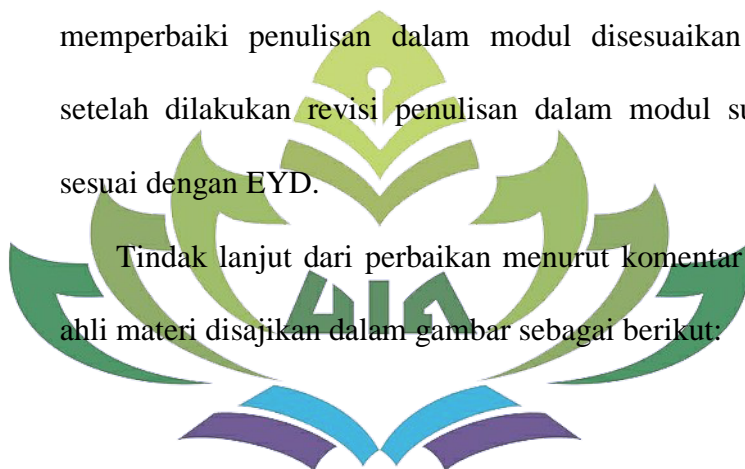 memperbaiki penulisan dalam modul disesuaikan
setelah dilakukan revisi penulisan dalam modul
sesuai dengan EYD.
Tindak lanjut dari perbaikan menurut komentar
ahli materi disajikan dalam gambar sebagai berikut: